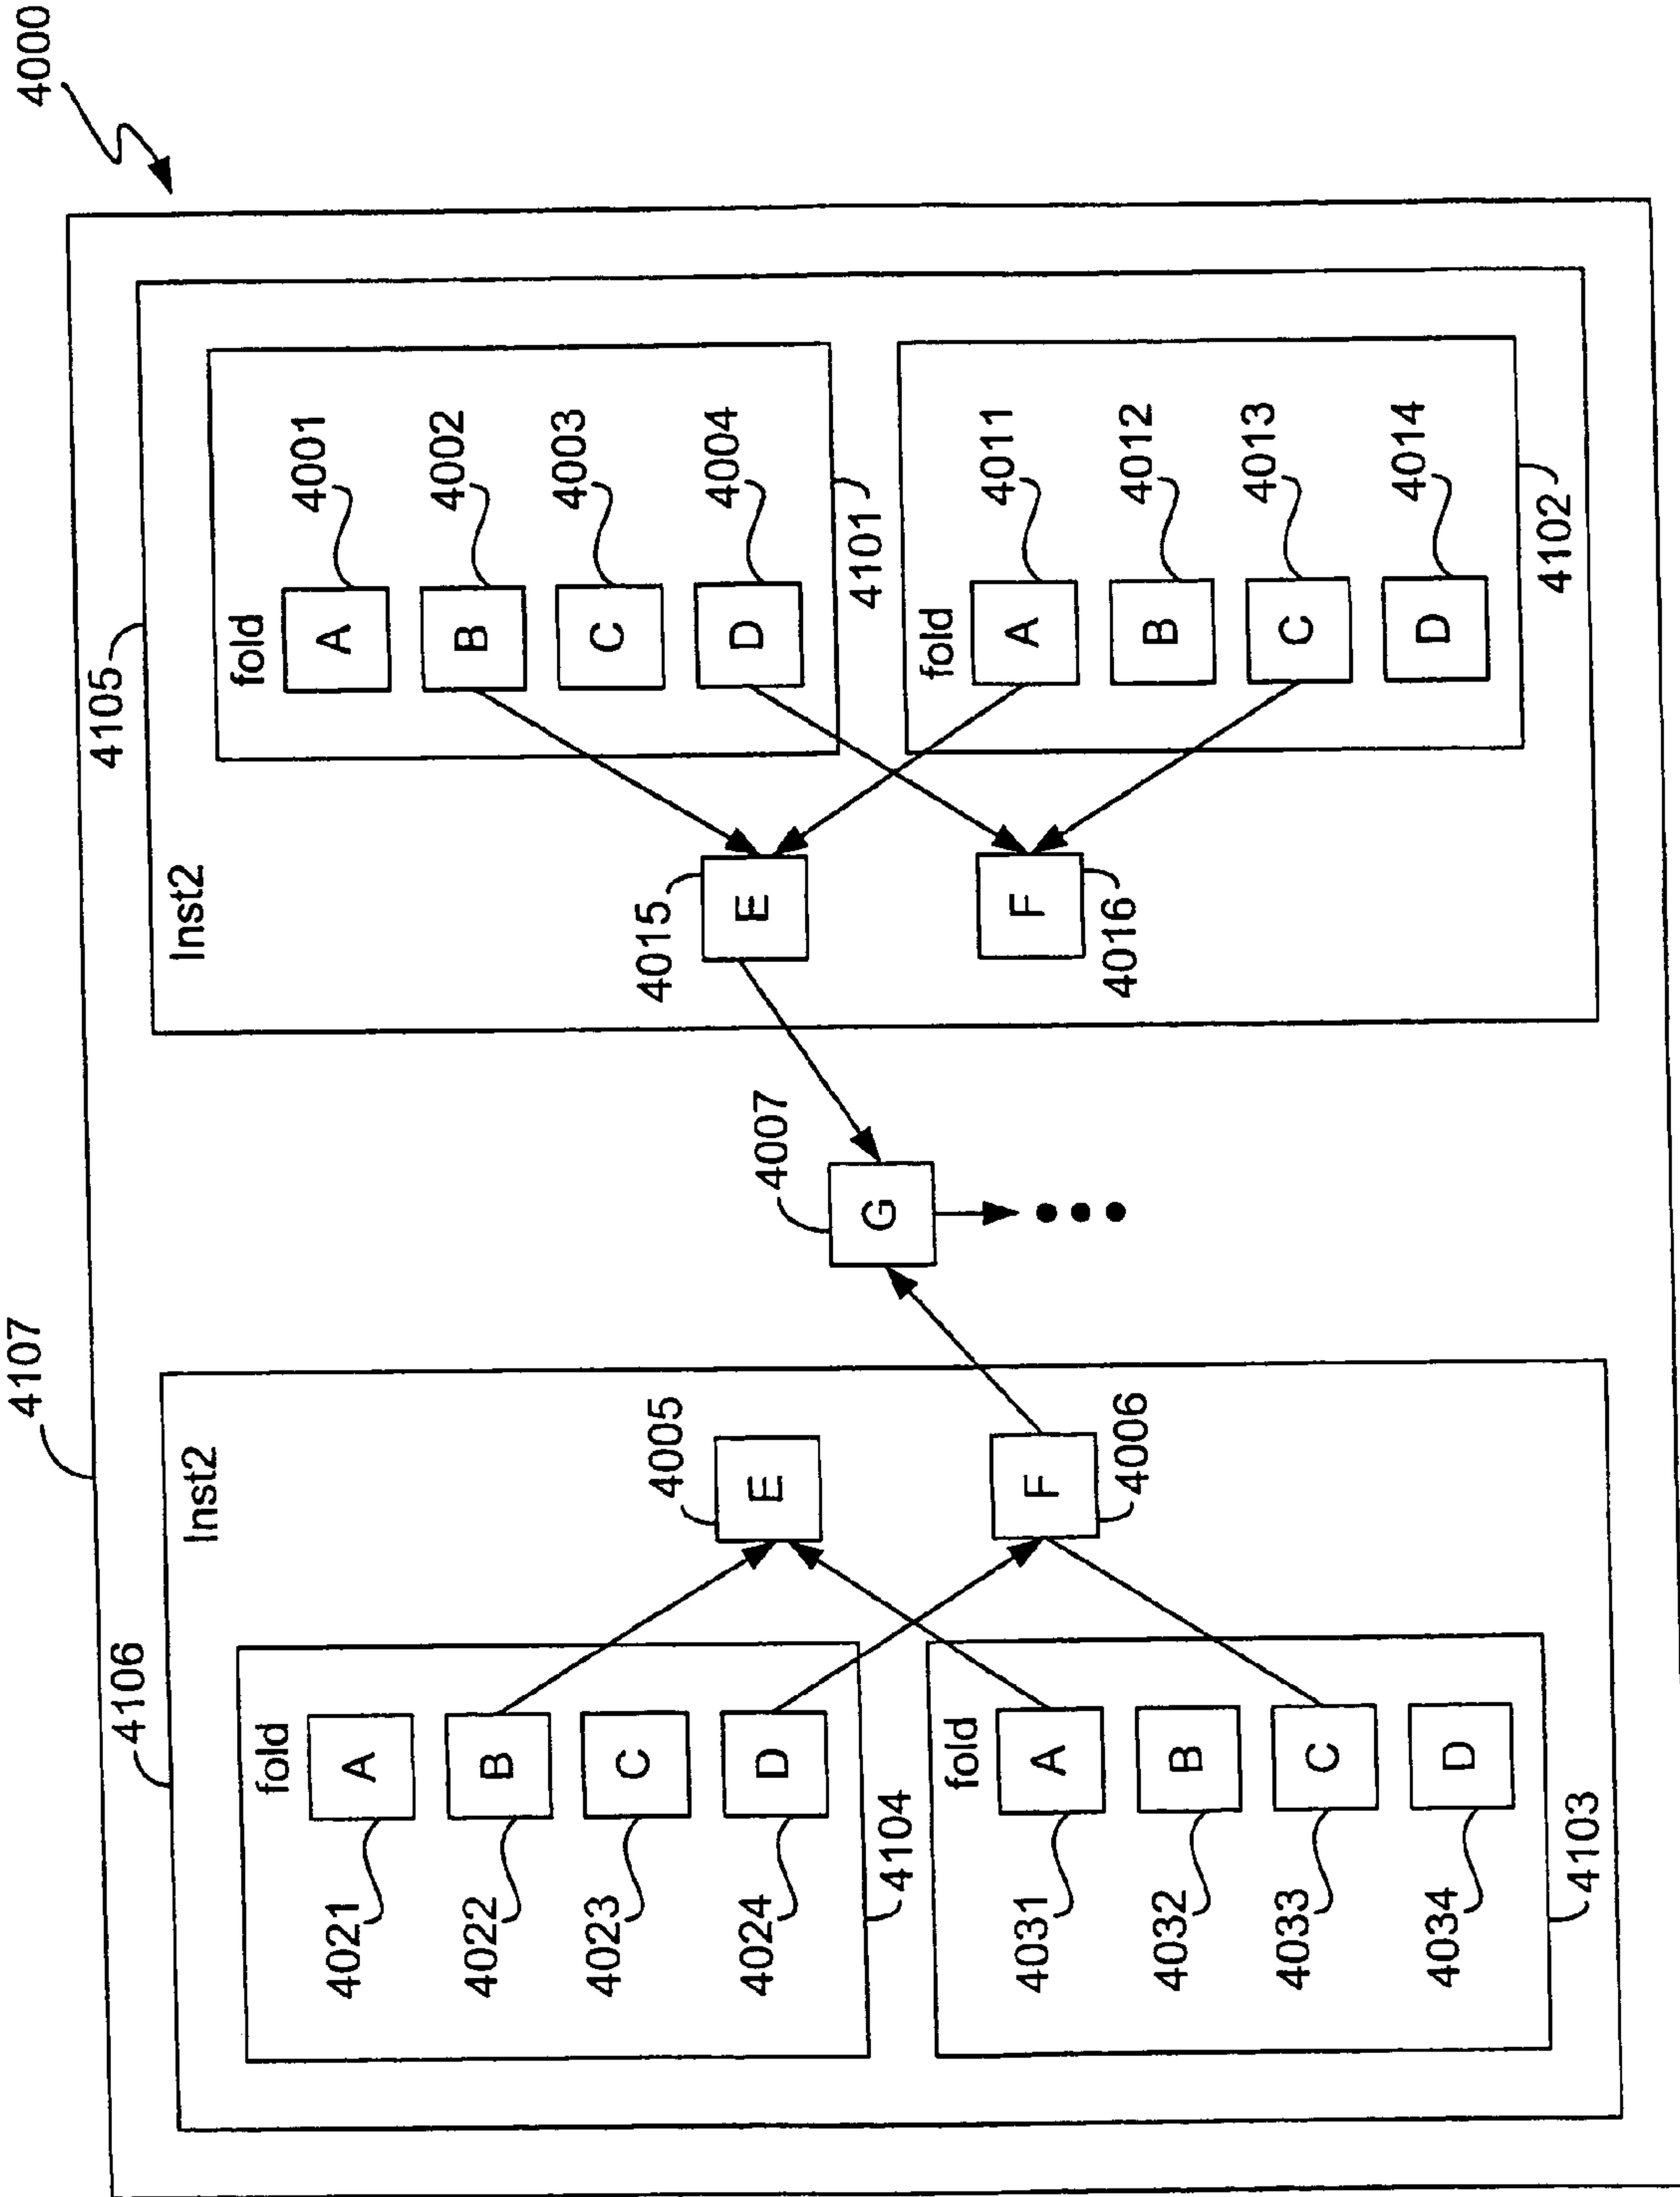 4107
4000
4106
4105
Inst2
Inst2
fold
fold
4021 A
A 4001
4022 B
B 4002
4023 C
4005
4015
C 4003
4024 D
E
E
D 4004
4007
4104
G
4101
fold
fold
4031 A
F
F
A 4011
4032 B
4006
4016
B 4012
4033 C
C 4013
4034 D
D 4014
4103
4102